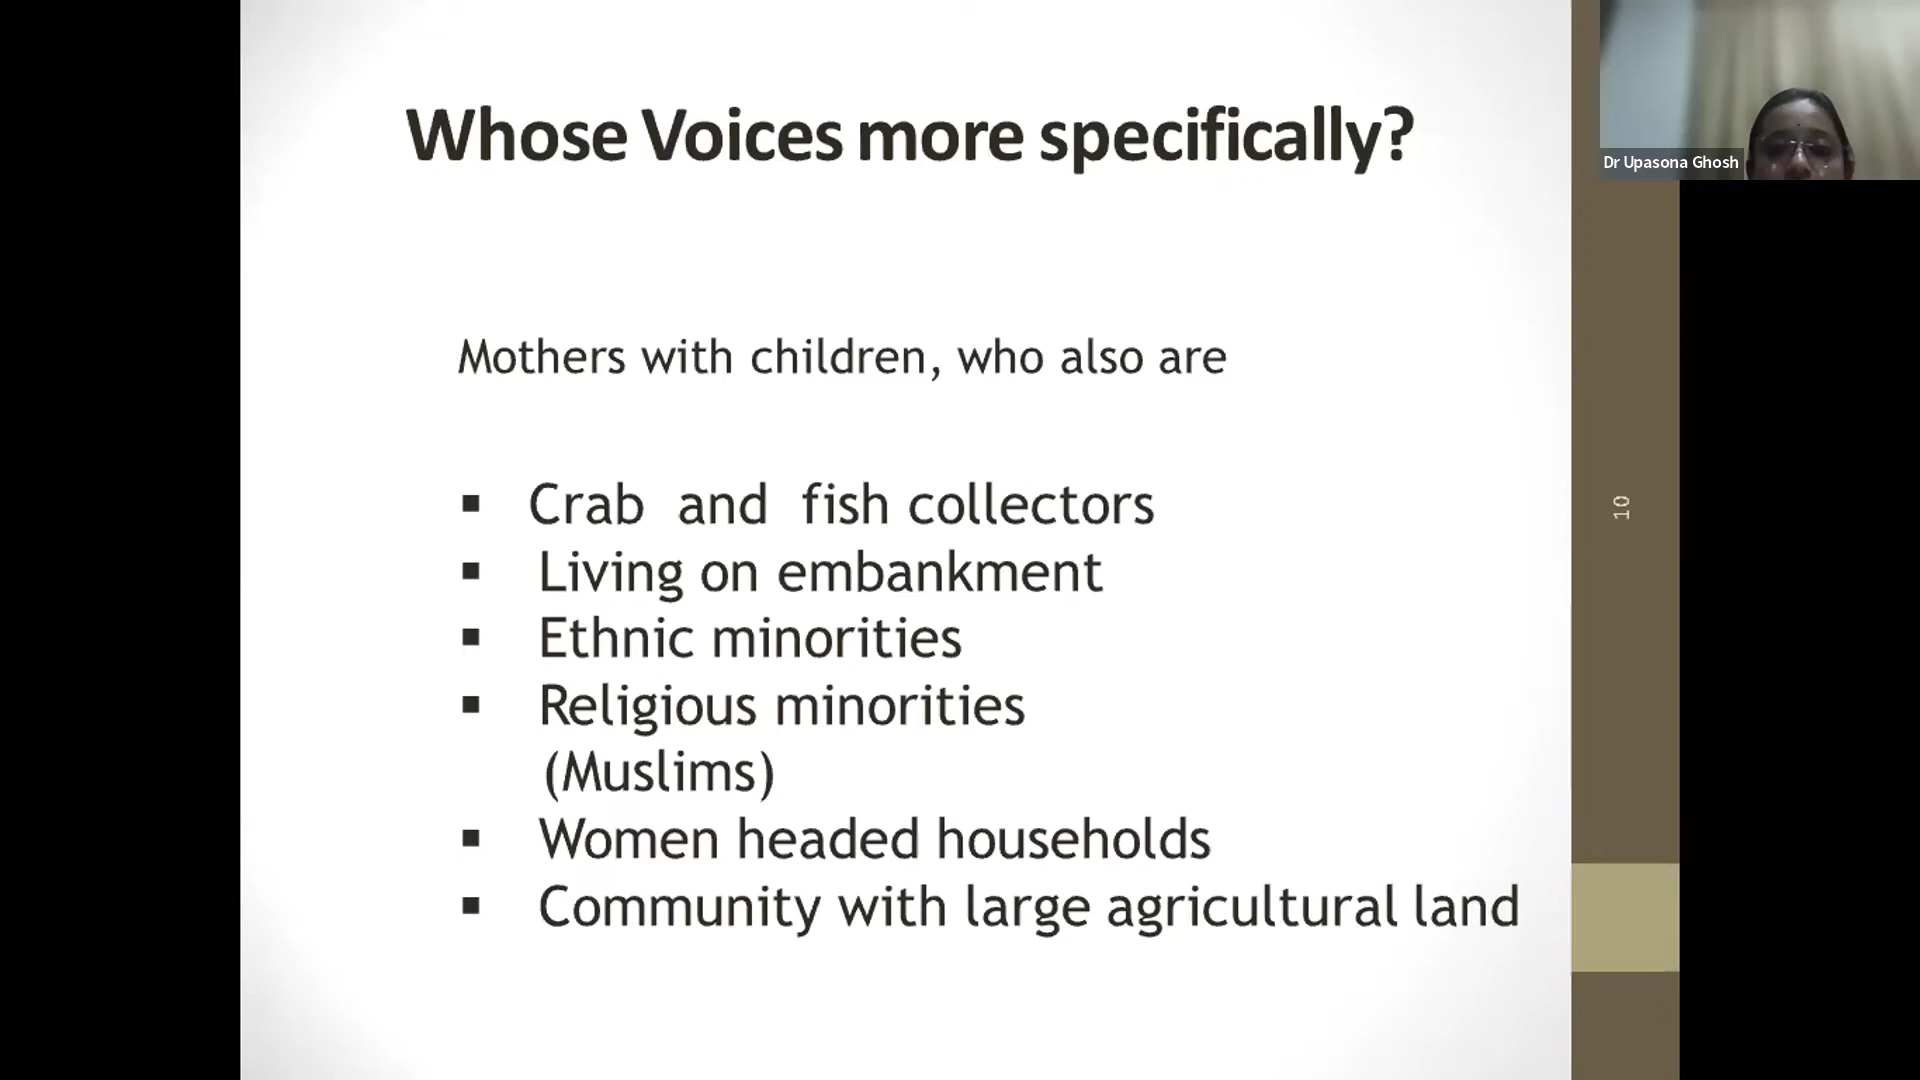 Whose Voices more specifically?
Dr Upasona Ghosh
Mothers with children, who also are
▪ Crab and fish collectors
▪ Living on embankment
▪ Ethnic minorities
▪ Religious minorities
(Muslims)
▪ Women headed households
▪ Community with large agricultural land
10